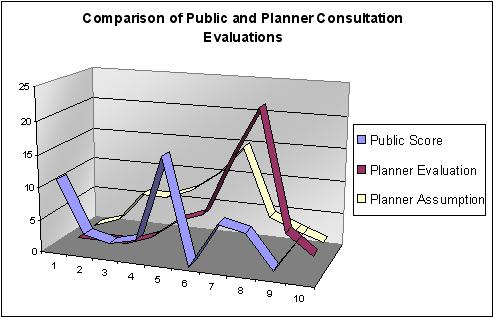 Comparison of Public and Planner Consultation
Evaluations
25
20
15
10
5
0
1 2 3 4 5 6 7 8 9 10
Public Score
Planner Evaluation
Planner Assumption